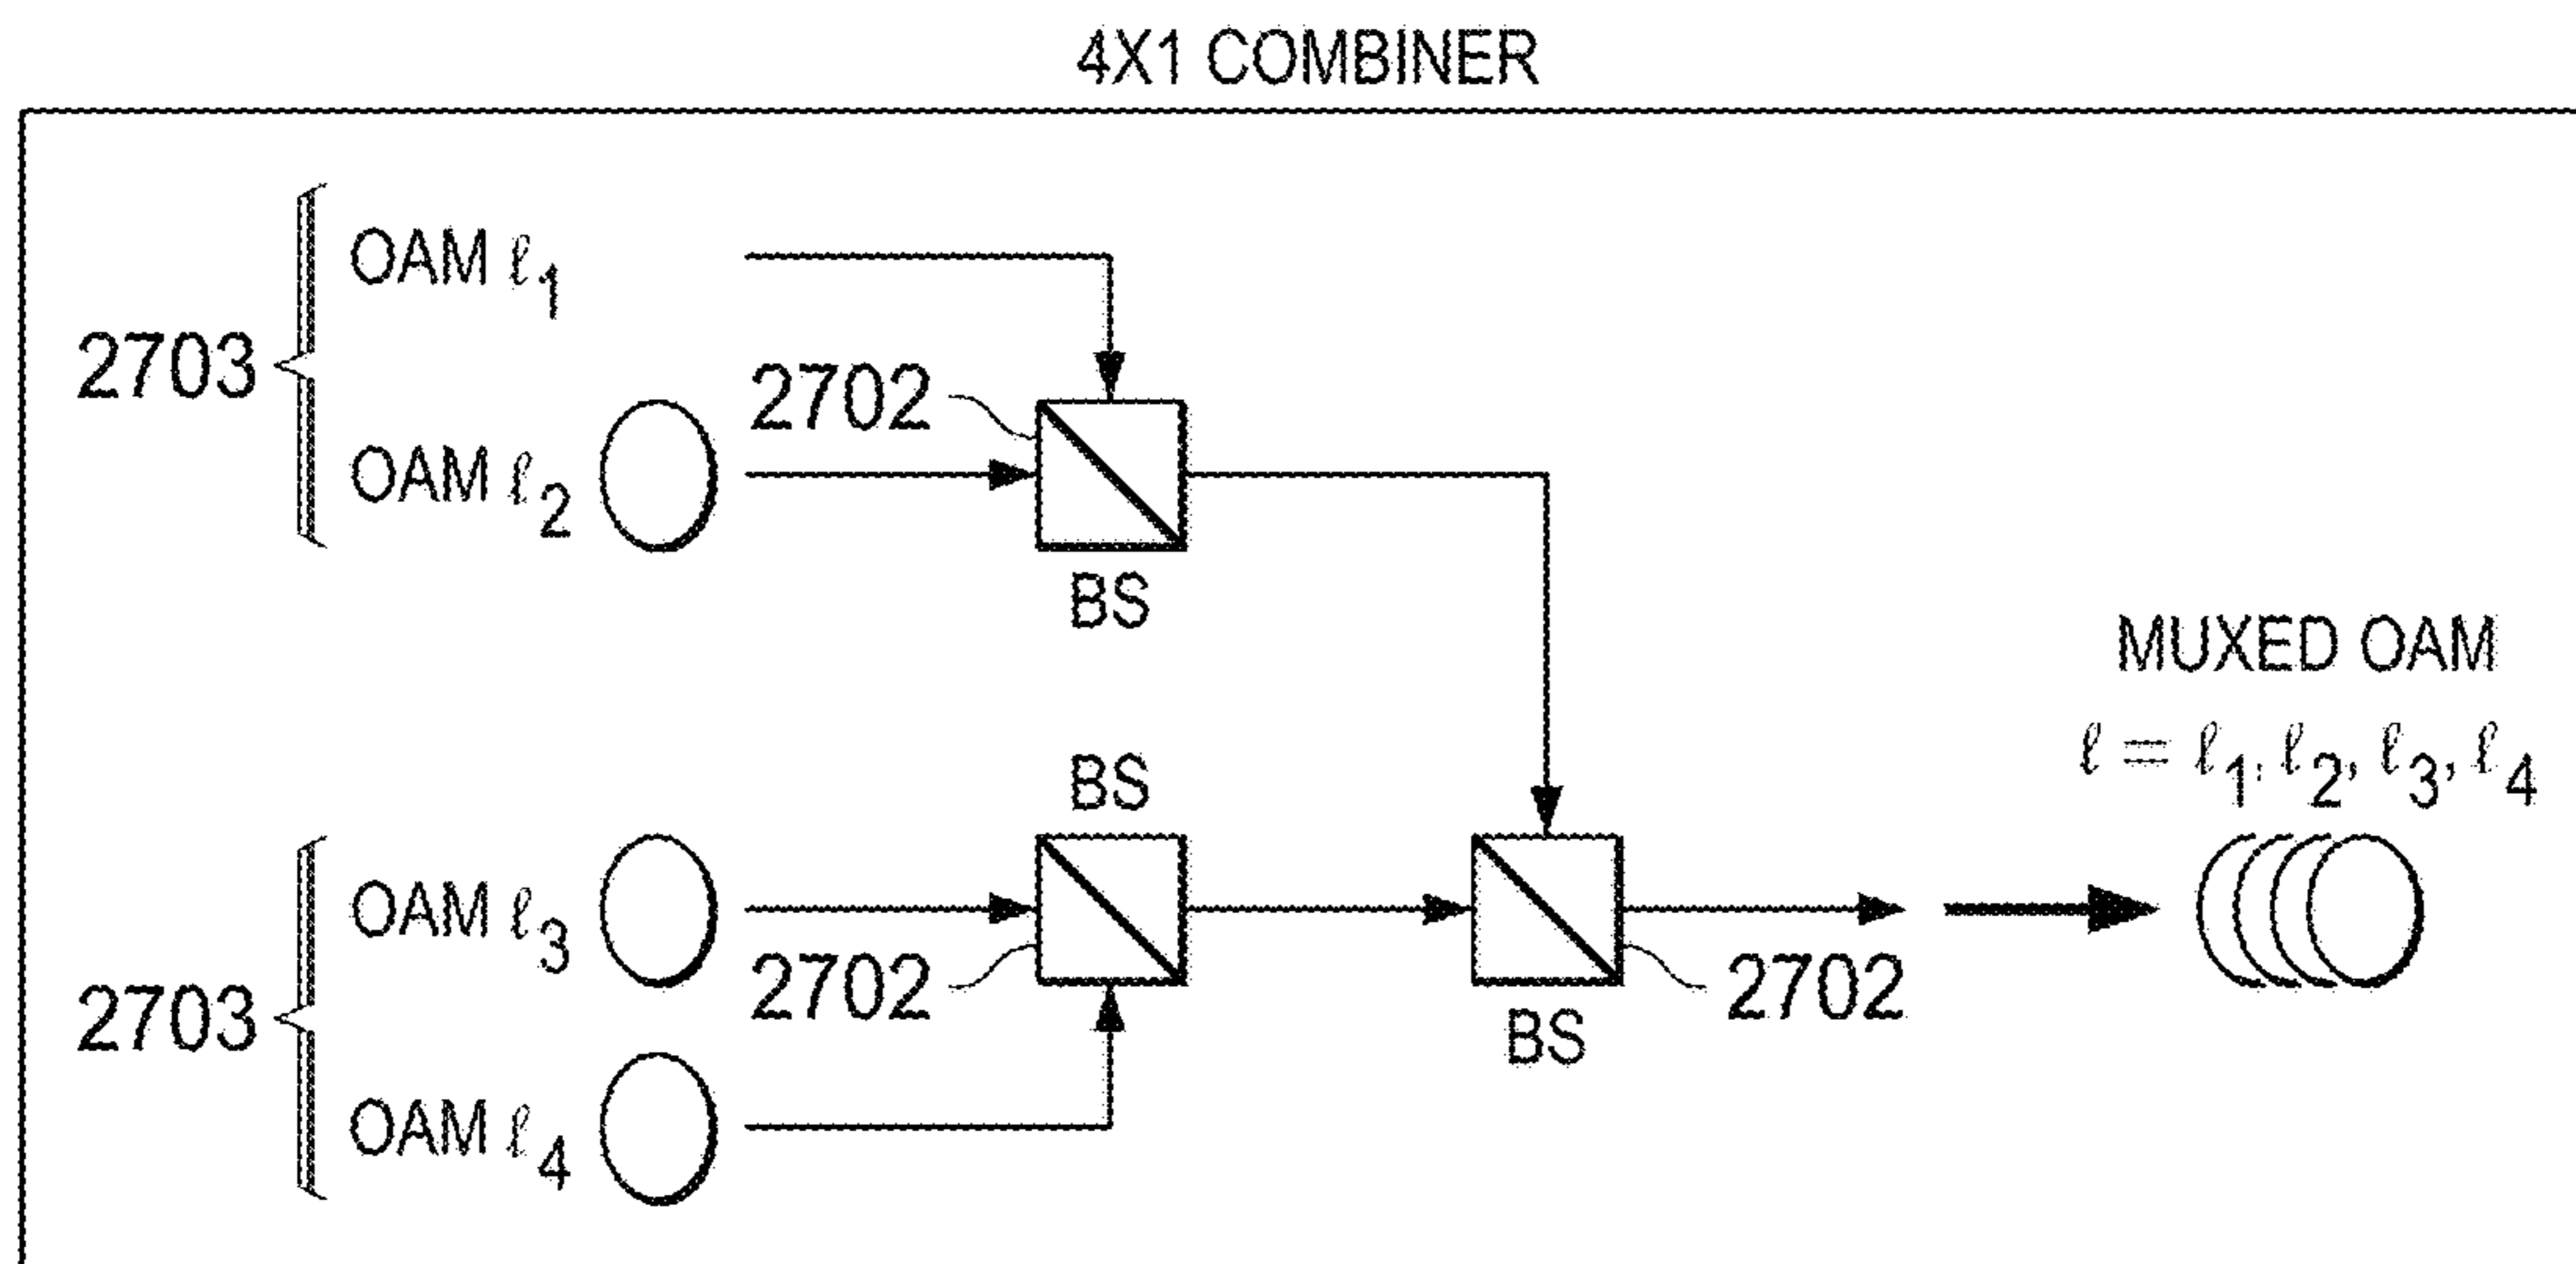 4X1 COMBINER
OAM ℓ1
2703
2702
OAM ℓ2
BS
MUXED OAM
ℓ = ℓ1, ℓ2, ℓ3, ℓ4
BS
OAM ℓ3
2702
2702
2703
BS
OAM ℓ4